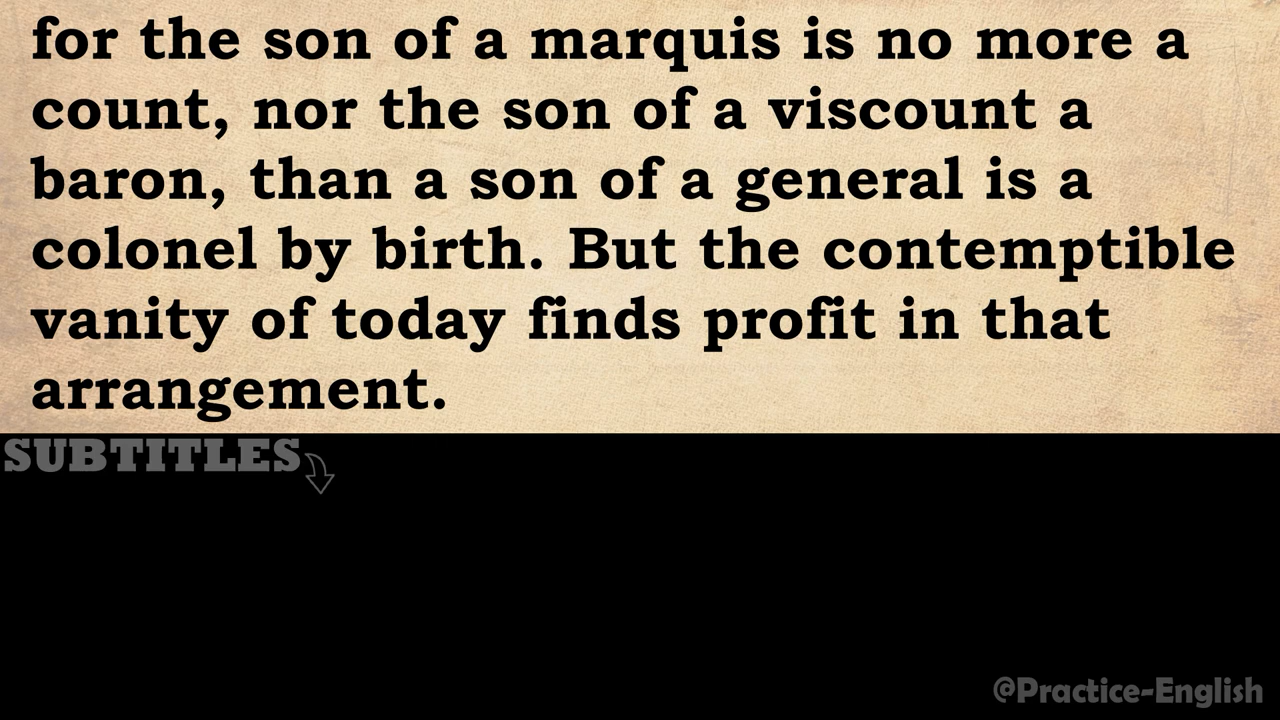 for the son of a marquis is no more a
count, nor the son of a viscount a
baron, than a son of a general is a
colonel by birth. But the contemptible
vanity of today finds profit in that
arrangement.
SUBTITLES
@Practice-English